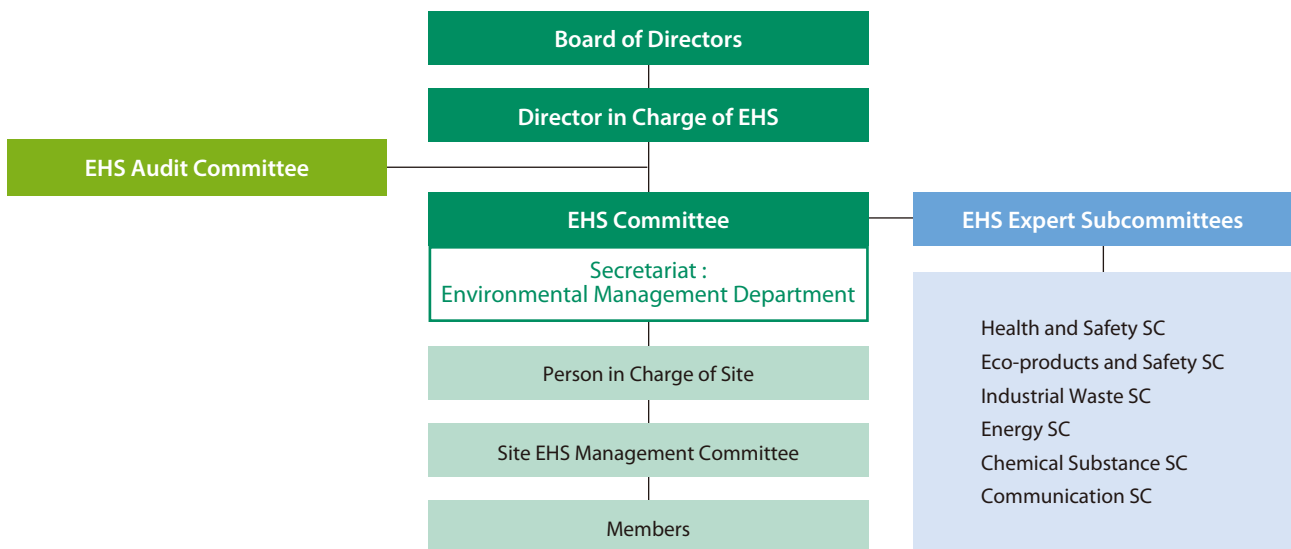 Board of Directors
Director in Charge of EHS
EHS Audit Committee
EHS Committee
EHS Expert Subcommittees
Secretariat :
Environmental Management Department
Person in Charge of Site
Site EHS Management Committee
Members
Health and Safety SC
Eco-products and Safety SC
Industrial Waste SC
Energy SC
Chemical Substance SC
Communication SC